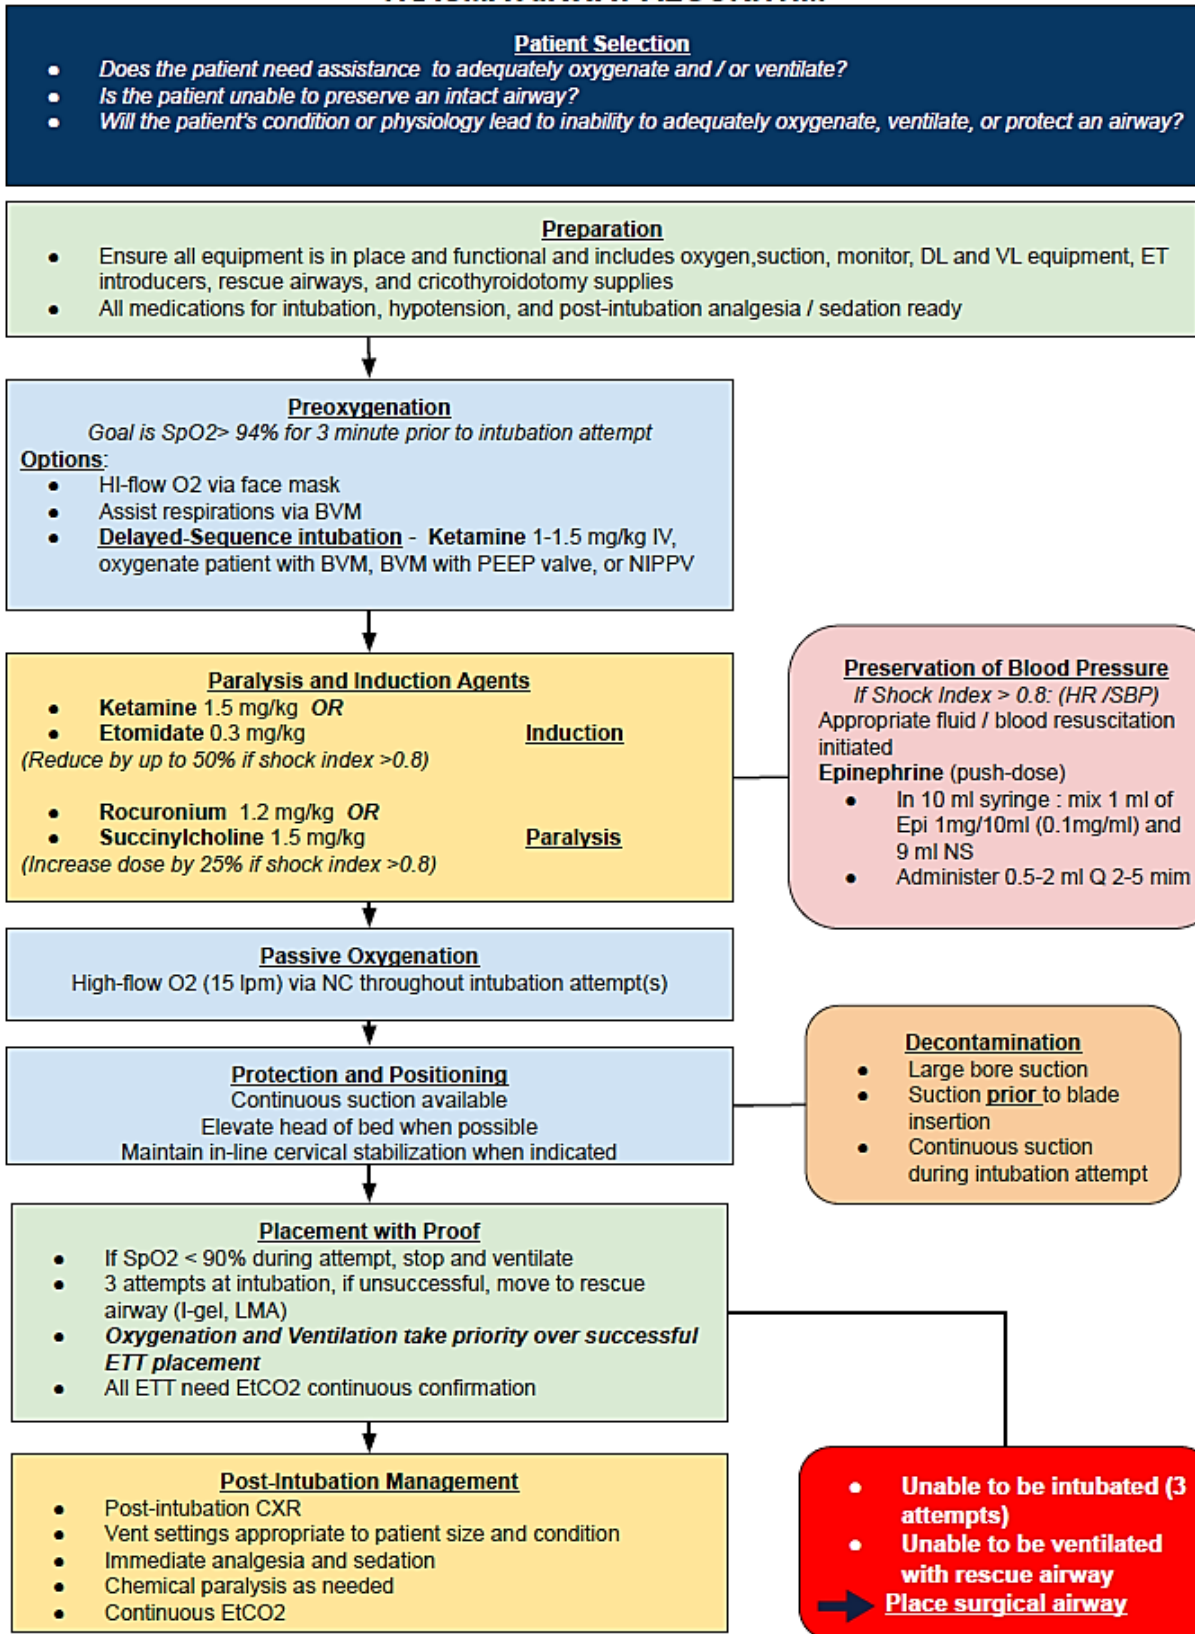 Patient Selection
● Does the patient need assistance to adequately oxygenate and / or ventilate?
● Is the patient unable to preserve an intact airway?
● Will the patient's condition or physiology lead to inability to adequately oxygenate, ventilate, or protect an airway?
Preparation
● Ensure all equipment is in place and functional and includes oxygen,suction, monitor, DL and VL equipment, ET
introducers, rescue airways, and cricothyroidotomy supplies
● All medications for intubation, hypotension, and post-intubation analgesia / sedation ready
Preoxygenation
Goal is SpO2> 94% for 3 minute prior to intubation attempt
Options:
● HI-flow O2 via face mask
● Assist respirations via BVM
● Delayed-Sequence intubation - Ketamine 1-1.5 mg/kg IV,
oxygenate patient with BVM, BVM with PEEP valve, or NIPPV
Paralysis and Induction Agents
● Ketamine 1.5 mg/kg OR
● Etomidate 0.3 mg/kg Induction
(Reduce by up to 50% if shock index >0.8)
● Rocuronium 1.2 mg/kg OR
● Succinylcholine 1.5 mg/kg Paralysis
(Increase dose by 25% if shock index >0.8)
Preservation of Blood Pressure
If Shock Index > 0.8: (HR /SBP)
Appropriate fluid / blood resuscitation
initiated
Epinephrine (push-dose)
● In 10 ml syringe : mix 1 ml of
Epi 1mg/10ml (0.1mg/ml) and
9 ml NS
● Administer 0.5-2 ml Q 2-5 mim
Passive Oxygenation
High-flow O2 (15 lpm) via NC throughout intubation attempt(s)
Protection and Positioning
Continuous suction available
Elevate head of bed when possible
Maintain in-line cervical stabilization when indicated
Decontamination
● Large bore suction
● Suction prior to blade
insertion
● Continuous suction
during intubation attempt
Placement with Proof
● If SpO2 < 90% during attempt, stop and ventilate
● 3 attempts at intubation, if unsuccessful, move to rescue
airway (I-gel, LMA)
● Oxygenation and Ventilation take priority over successful
ETT placement
● All ETT need EtCO2 continuous confirmation
Post-Intubation Management
● Post-intubation CXR
● Vent settings appropriate to patient size and condition
● Immediate analgesia and sedation
● Chemical paralysis as needed
● Continuous EtCO2
● Unable to be intubated (3
attempts)
● Unable to be ventilated
with rescue airway
Place surgical airway